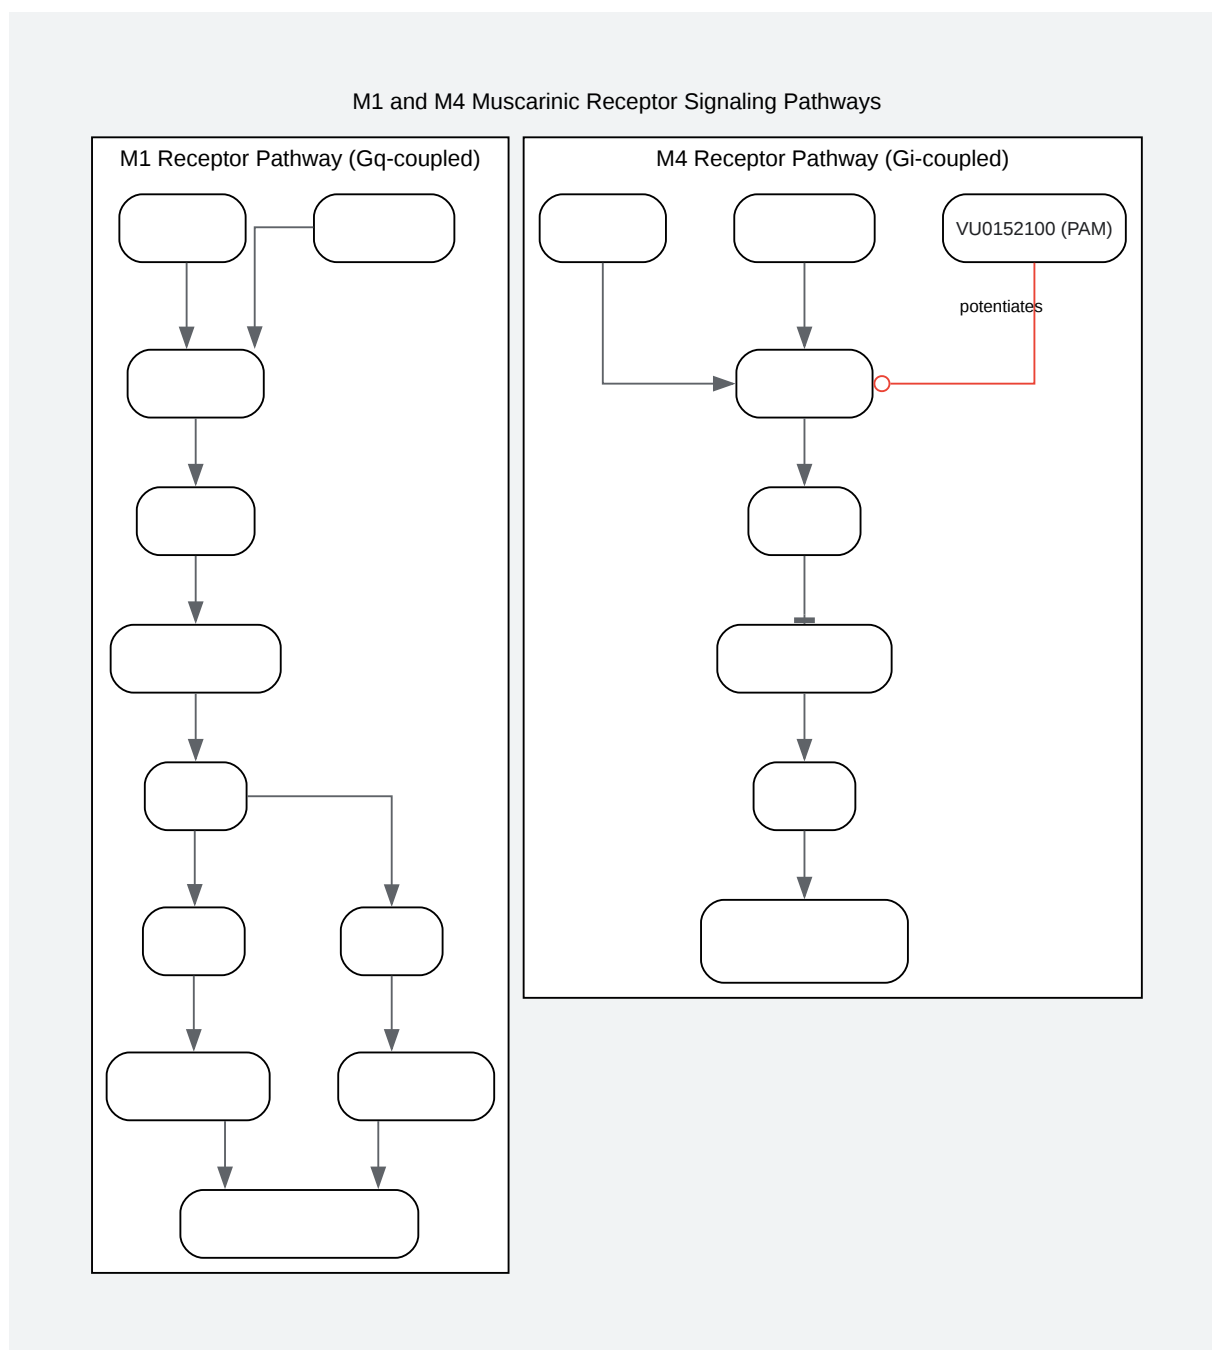 M1 and M4 Muscarinic Receptor Signaling Pathways
M1 Receptor Pathway (Gq-coupled)
M4 Receptor Pathway (Gi-coupled)
VU0152100 (PAM)
potentiates